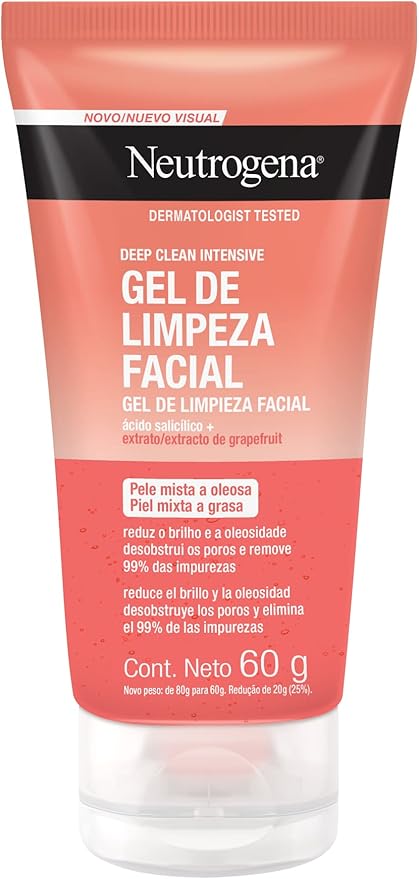 NOVO/NUEVO VISUAL
Neutrogena®
DERMATOLOGIST TESTED
DEEP CLEAN INTENSIVE
GEL DE
LIMPEZA
FACIAL
GEL DE LIMPIEZA FACIAL
ácido salicílico +
extrato/extracto de grapefruit
Pele mista a oleosa
Piel mixta a grasa
reduz o brilho e a oleosidade
desobstrui os poros e remove
99% das impurezas
reduce el brillo y la oleosidad
desobstruye los poros y elimina
el 99% de las impurezas
Cont. Neto 60 g
Novo peso: de 80g para 60g. Redução de 20g (25%).